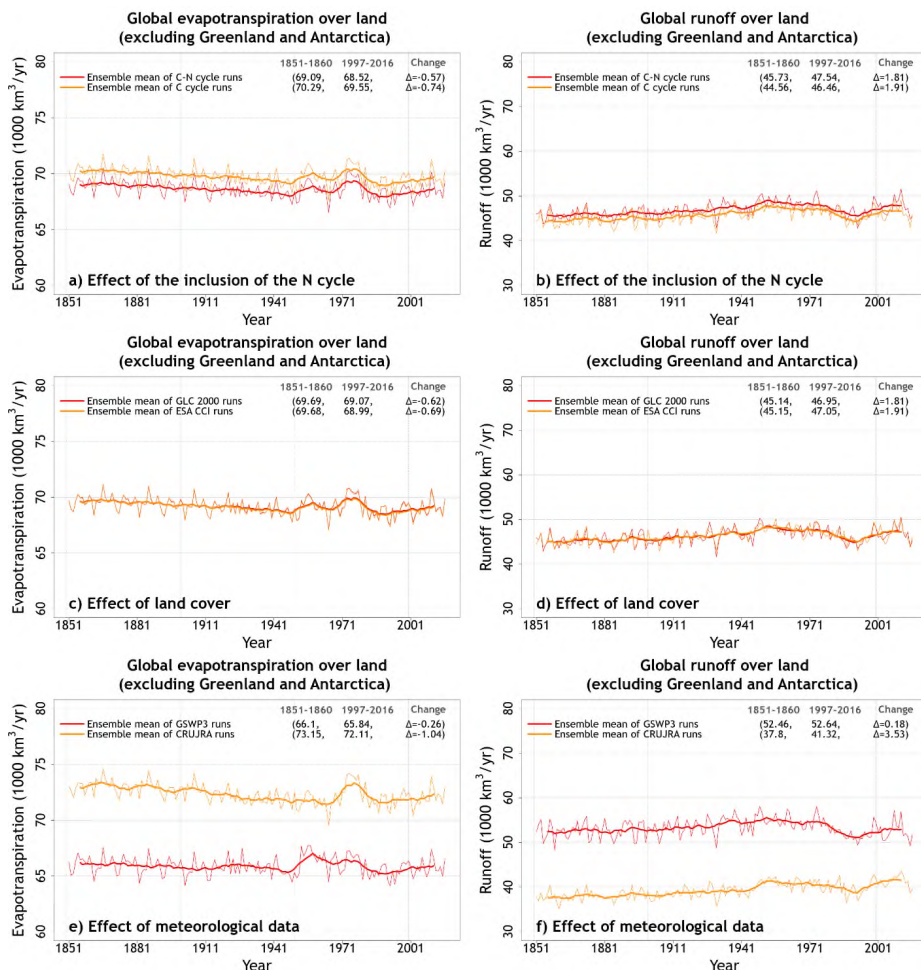 Global evapotranspiration over land
(excluding Greenland and Antarctica)
Evapotranspiration (1000 km³/yr)
80
75
70
65
60
1851-1860 1997-2016 Change
Ensemble mean of C-N cycle runs (69.09, 68.52, Δ=-0.57)
Ensemble mean of C cycle runs (70.29, 69.55, Δ=-0.74)
a) Effect of the inclusion of the N cycle
1851 1881 1911 1941 1971 2001
Year
Global runoff over land
(excluding Greenland and Antarctica)
Runoff (1000 km³/yr)
80
60
50
40
30
1851-1860 1997-2016 Change
Ensemble mean of C-N cycle runs (45.73, 47.54, Δ=1.81)
Ensemble mean of C cycle runs (44.56, 46.46, Δ=1.91)
b) Effect of the inclusion of the N cycle
1851 1881 1911 1941 1971 2001
Year
Global evapotranspiration over land
(excluding Greenland and Antarctica)
Evapotranspiration (1000 km³/yr)
80
75
70
65
60
1851-1860 1997-2016 Change
Ensemble mean of GLC 2000 runs (69.69, 69.07, Δ=-0.62)
Ensemble mean of ESA CCI runs (69.68, 68.99, Δ=-0.69)
c) Effect of land cover
1851 1881 1911 1941 1971 2001
Year
Global runoff over land
(excluding Greenland and Antarctica)
Runoff (1000 km³/yr)
80
60
50
40
30
1851-1860 1997-2016 Change
Ensemble mean of GLC 2000 runs (45.14, 46.95, Δ=1.81)
Ensemble mean of ESA CCI runs (45.15, 47.05, Δ=1.91)
d) Effect of land cover
1851 1881 1911 1941 1971 2001
Year
Global evapotranspiration over land
(excluding Greenland and Antarctica)
Evapotranspiration (1000 km³/yr)
80
75
70
65
60
1851-1860 1997-2016 Change
Ensemble mean of GSWP3 runs (66.1, 65.84, Δ=-0.26)
Ensemble mean of CRUJRA runs (73.15, 72.11, Δ=-1.04)
e) Effect of meteorological data
1851 1881 1911 1941 1971 2001
Year
Global runoff over land
(excluding Greenland and Antarctica)
Runoff (1000 km³/yr)
80
60
50
40
30
1851-1860 1997-2016 Change
Ensemble mean of GSWP3 runs (52.46, 52.64, Δ=0.18)
Ensemble mean of CRUJRA runs (37.8, 41.32, Δ=3.53)
f) Effect of meteorological data
1851 1881 1911 1941 1971 2001
Year